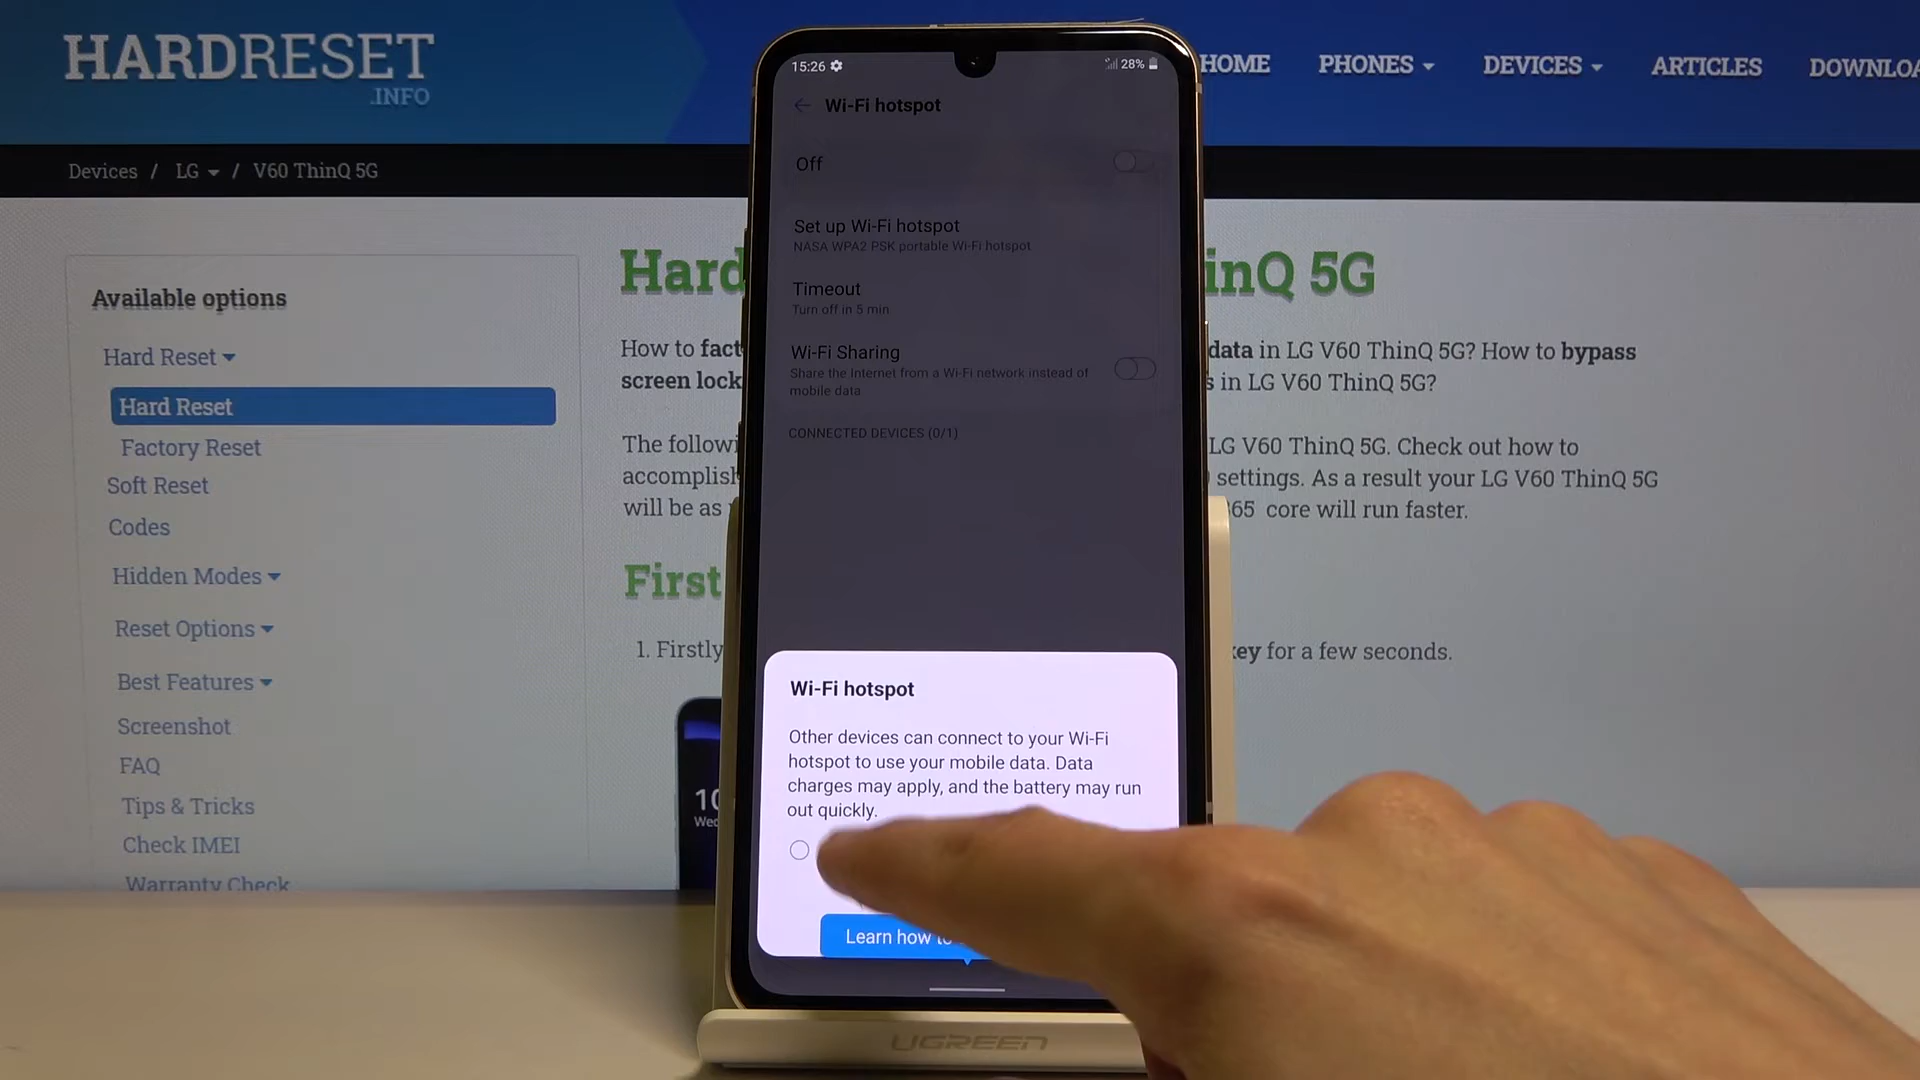 HARDRESET
.INFO
HOME PHONES DEVICES ARTICLES
Devices / LG / V60 ThinQ 5G
Available options
Hard Reset
Hard Reset
Factory Reset
Soft Reset
Codes
Hidden Modes
Reset Options
Best Features
Screenshot
FAQ
Tips & Tricks
Check IMEI
Warranty Check
Hard
inQ 5G
How to
data in LG V60 ThinQ 5G? How to bypass
screen lock
in LG V60 ThinQ 5G?
The
LG V60 ThinQ 5G. Check out how to
settings. As a result your LG V60 ThinQ 5G
will be as
core will run faster.
First
1. Firstly
for a few seconds.
15:26
28%
Wi-Fi hotspot
Off
Set up Wi-Fi hotspot
NASA WPA2 PSK portable Wi-Fi hotspot
Timeout
Turn off in 5 min
Wi-Fi Sharing
Share the Internet from a Wi-Fi network instead of
mobile data
CONNECTED DEVICES (0/1)
Wi-Fi hotspot
Other devices can connect to your Wi-Fi
hotspot to use your mobile data. Data
charges may apply, and the battery may run
out quickly.
Learn how to
UGREEN